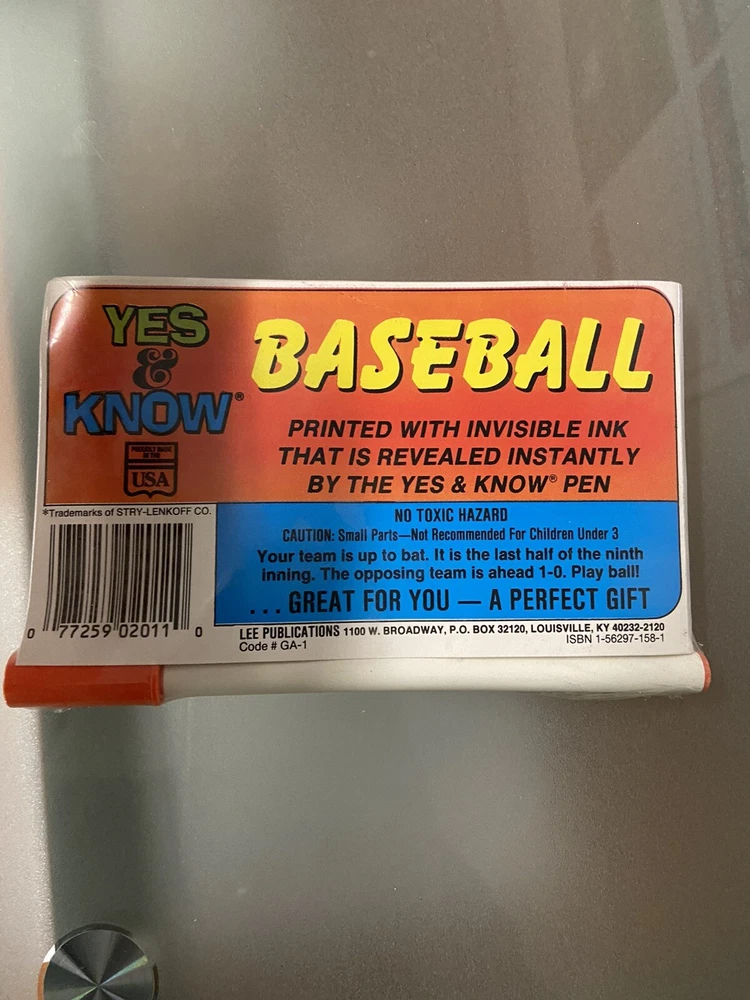 YES
&
KNOW®
BASEBALL
PRINTED WITH INVISIBLE INK
THAT IS REVEALED INSTANTLY
BY THE YES & KNOW® PEN
PROUDLY MADE
IN THE
USA
*Trademarks of STRY-LENKOFF CO.
NO TOXIC HAZARD
CAUTION: Small Parts—Not Recommended For Children Under 3
Your team is up to bat. It is the last half of the ninth
inning. The opposing team is ahead 1-0. Play ball!
...GREAT FOR YOU — A PERFECT GIFT
0 77259 02011 0
LEE PUBLICATIONS 1100 W. BROADWAY, P.O. BOX 32120, LOUISVILLE, KY 40232-2120
Code # GA-1
ISBN 1-56297-158-1